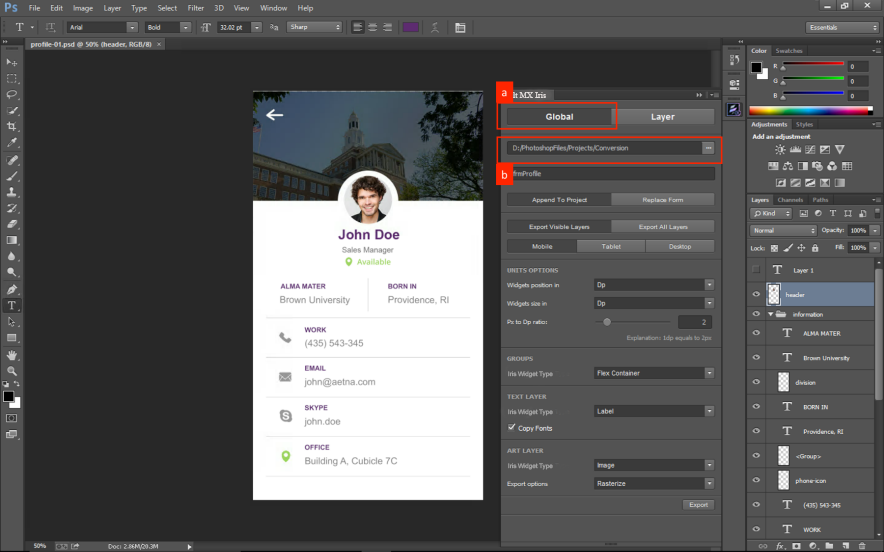 Ps File Edit Image Layer Type Select Filter 3D View Window Help
T Arial Bold 32.02 pt Sharp Essentials
profile-01.psd @ 50% (header, RGB/8) ×
John Doe
Sales Manager
Available
ALMA MATER BORN IN
Brown University Providence, RI
WORK
(435) 543-345
EMAIL
john@aetna.com
SKYPE
john.doe
OFFICE
Building A, Cubicle 7C
a
lt MX Iris
Global Layer
D:/PhotoshopFiles/Projects/Conversion ...
b
frmProfile
Append To Project Replace Form
Export Visible Layers Export All Layers
Mobile Tablet Desktop
UNITS OPTIONS
Widgets position in Dp
Widgets size in Dp
Px to Dp ratio: 2
Explanation: 1dp equals to 2px
GROUPS
Iris Widget Type Flex Container
TEXT LAYER
Iris Widget Type Label
Copy Fonts
ART LAYER
Iris Widget Type Image
Export options Rasterize
Export
Color Swatches
R 0
G 0
B 0
Adjustments Styles
Add an adjustment
Layers Channels Paths
Kind
Normal Opacity: 100%
Lock: Fill: 100%
T Layer 1
header
information
T ALMA MATER
T Brown University
division
T BORN IN
T Providence, RI
<Group>
phone-icon
T (435) 543-345
T WORK
50% Doc: 2.86M/20.3M